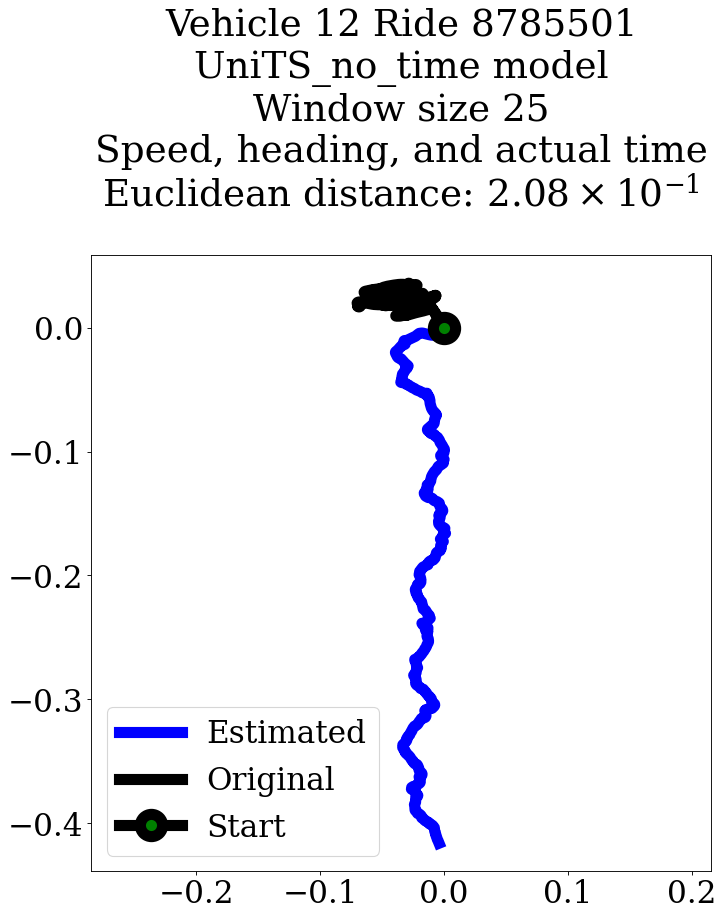 Vehicle 12 Ride 8785501
UniTS_no_time model
Window size 25
Speed, heading, and actual time
Euclidean distance: 2.08 × 10⁻¹
0.0
−0.1
−0.2
−0.3
−0.4
Estimated
Original
Start
−0.2 −0.1 0.0 0.1 0.2